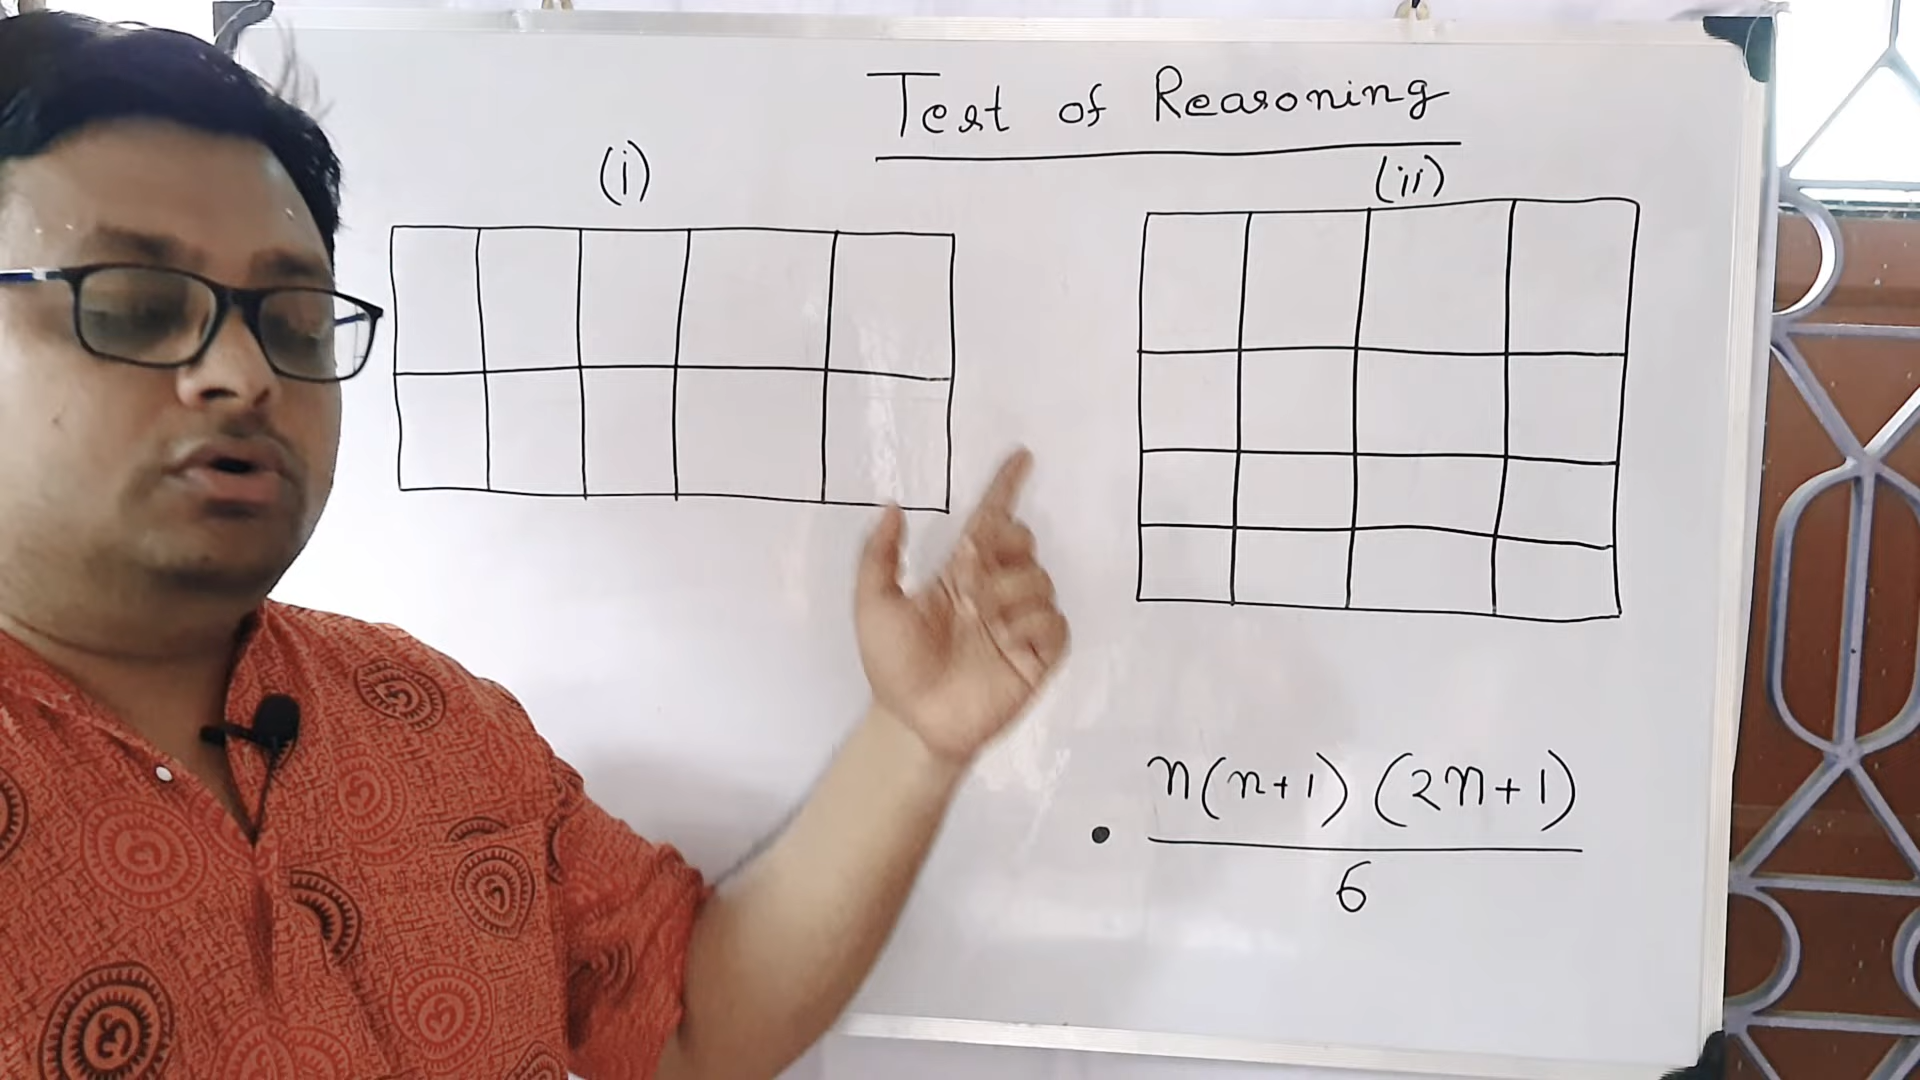 Test of Reasoning
(i)
(ii)
n(n+1) (2n+1)
6